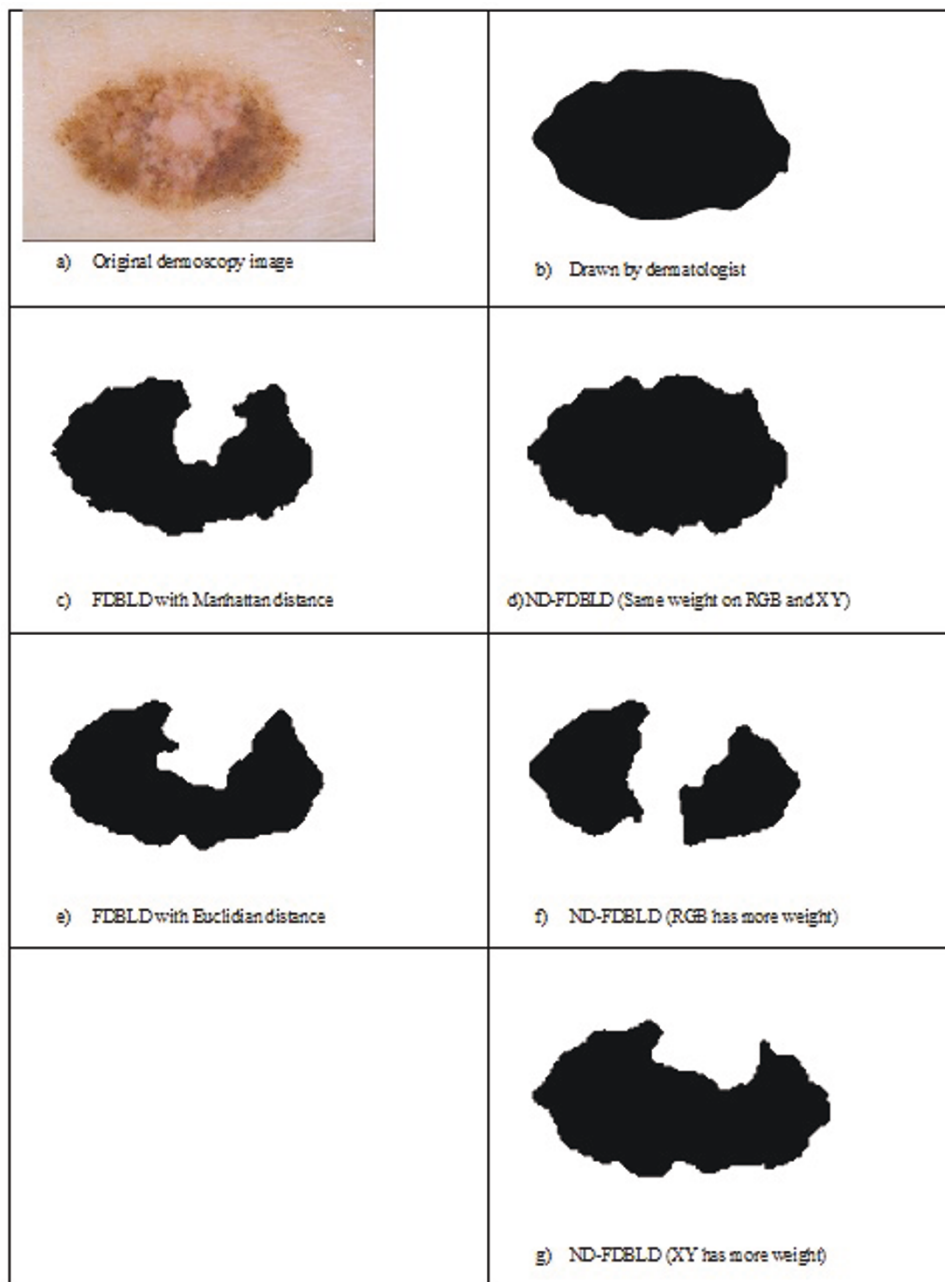 a) Original dermoscopy image
b) Drawn by dermatologist
c) FDBLD with Manhattan distance
d)ND-FDBLD (Same weight on RGB and XY)
e) FDBLD with Euclidian distance
f) ND-FDBLD (RGB has more weight)
g) ND-FDBLD (XY has more weight)